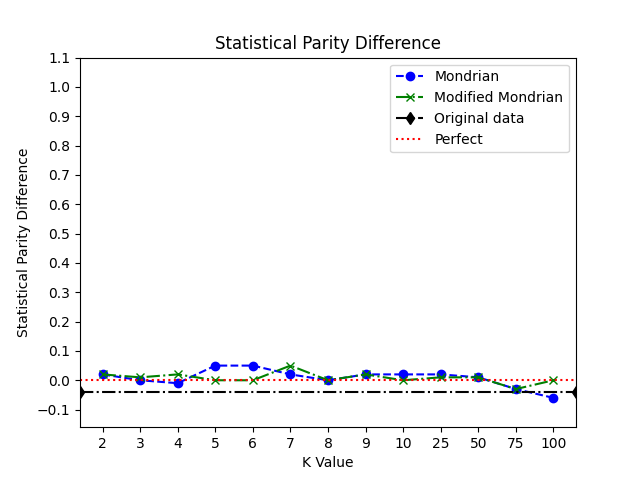 Statistical Parity Difference
1.1
1.0
0.9
0.8
0.7
0.6
0.5
0.4
0.3
0.2
0.1
0.0
−0.1
Statistical Parity Difference
Mondrian
Modified Mondrian
Original data
Perfect
2 3 4 5 6 7 8 9 10 25 50 75 100
K Value